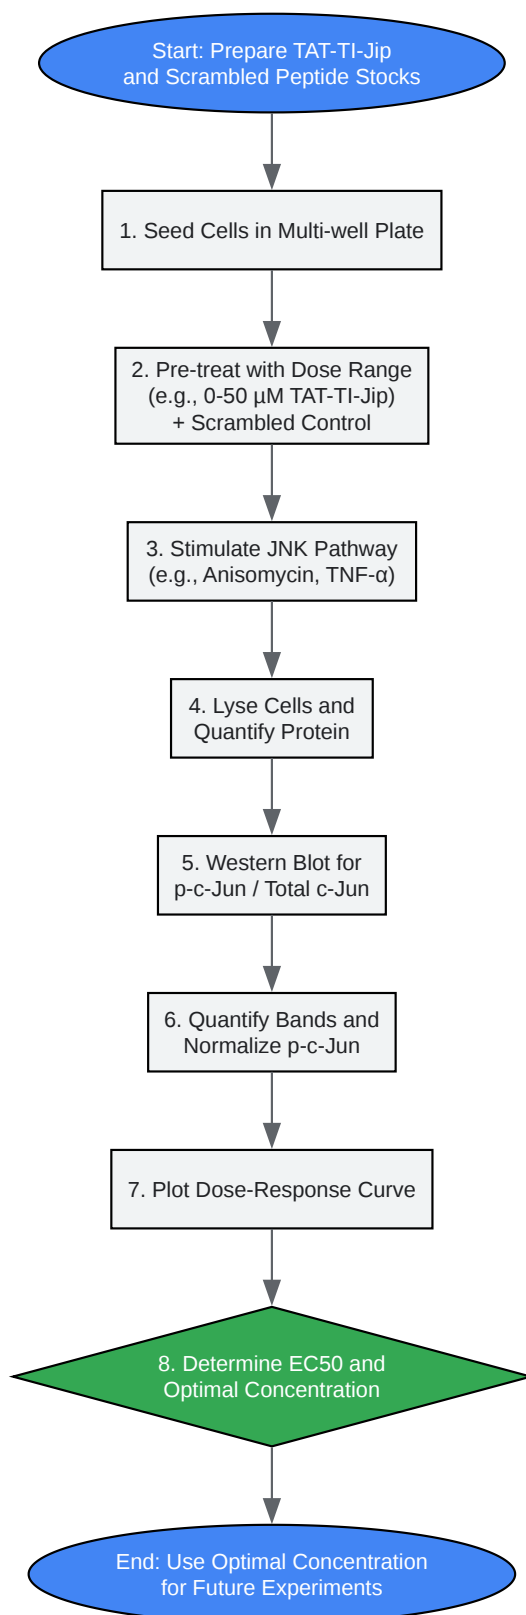 Start: Prepare TAT-TI-Jip
and Scrambled Peptide Stocks
1. Seed Cells in Multi-well Plate
2. Pre-treat with Dose Range
(e.g., 0-50 µM TAT-TI-Jip)
+ Scrambled Control
3. Stimulate JNK Pathway
(e.g., Anisomycin, TNF-α)
4. Lyse Cells and
Quantify Protein
5. Western Blot for
p-c-Jun / Total c-Jun
6. Quantify Bands and
Normalize p-c-Jun
7. Plot Dose-Response Curve
8. Determine EC50 and
Optimal Concentration
End: Use Optimal Concentration
for Future Experiments